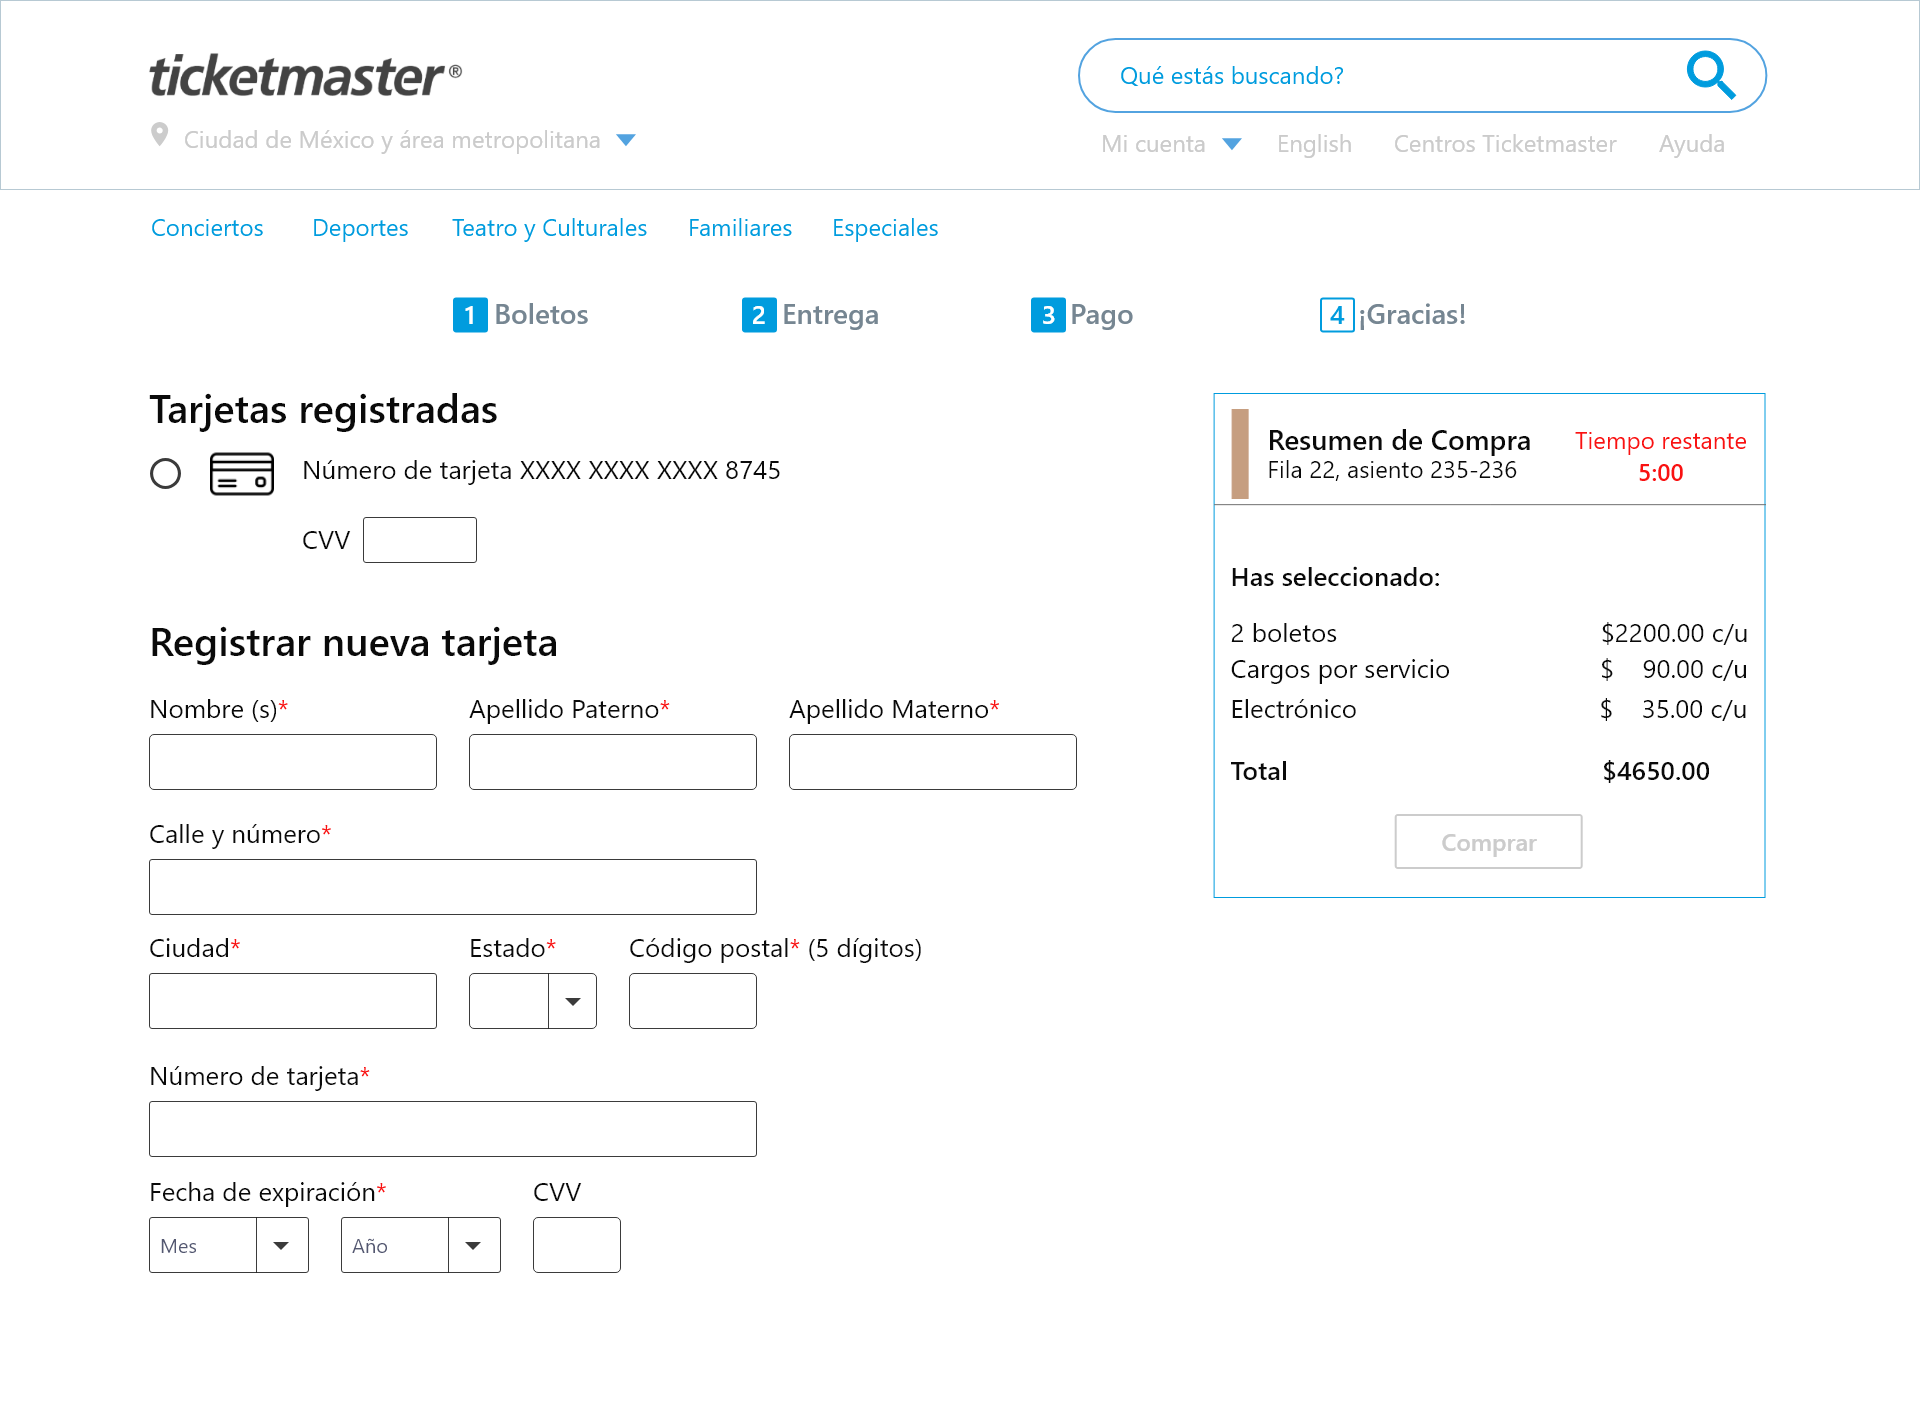 ticketmaster®
Qué estás buscando?
Ciudad de México y área metropolitana
Mi cuenta English Centros Ticketmaster Ayuda
Conciertos Deportes Teatro y Culturales Familiares Especiales
1 Boletos 2 Entrega 3 Pago 4 ¡Gracias!
Tarjetas registradas
Número de tarjeta XXXX XXXX XXXX 8745
CVV
Registrar nueva tarjeta
Nombre (s)* Apellido Paterno* Apellido Materno*
Calle y número*
Ciudad* Estado* Código postal* (5 dígitos)
Número de tarjeta*
Fecha de expiración* CVV
Mes Año
Resumen de Compra
Fila 22, asiento 235-236
Tiempo restante
5:00
Has seleccionado:
2 boletos $2200.00 c/u
Cargos por servicio $ 90.00 c/u
Electrónico $ 35.00 c/u
Total $4650.00
Comprar